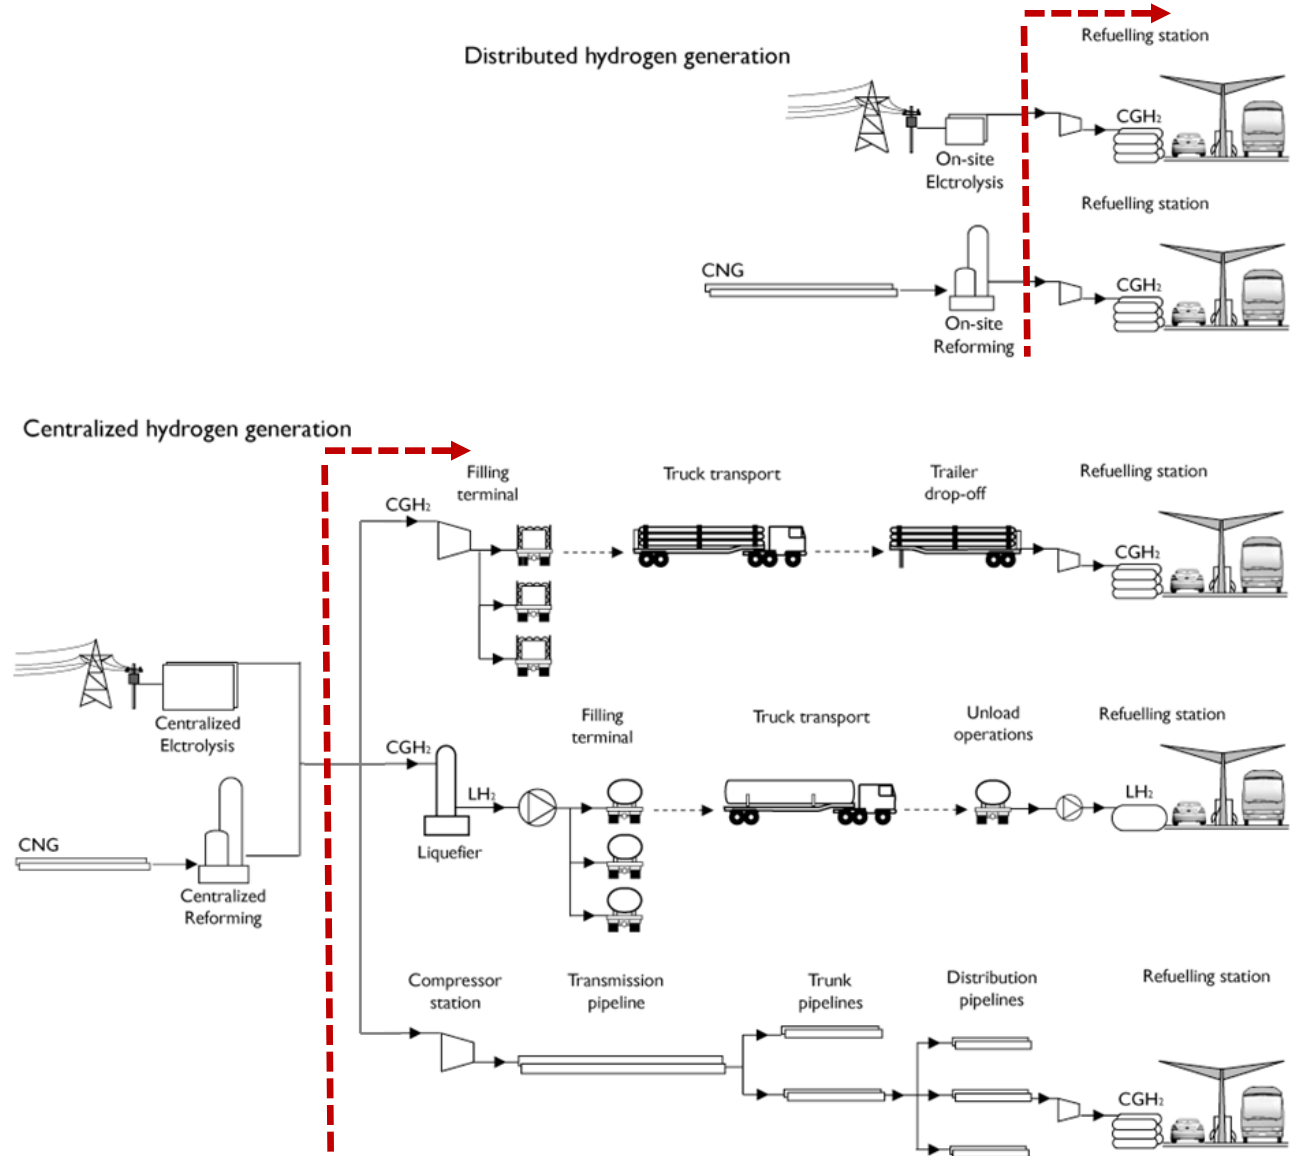 Distributed hydrogen generation
Refuelling station
CGH₂
On-site
Elctrolysis
Refuelling station
CNG
CGH₂
On-site
Reforming
Centralized hydrogen generation
Filling
terminal
Truck transport
Trailer
drop-off
Refuelling station
CGH₂
CGH₂
Centralized
Elctrolysis
Filling
terminal
Truck transport
Unload
operations
Refuelling station
CGH₂
LH₂
LH₂
Liquefier
CNG
Centralized
Reforming
Compressor
station
Transmission
pipeline
Trunk
pipelines
Distribution
pipelines
Refuelling station
CGH₂